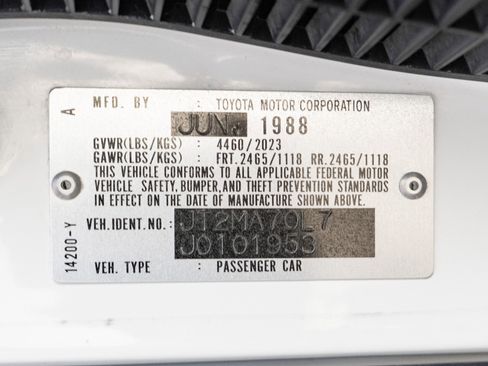 A
MFD. BY : TOYOTA MOTOR CORPORATION
JUN. 1988
GVWR(LBS/KGS) : 4460/2023
GAWR(LBS/KGS) : FRT. 2465/1118 RR. 2465/1118
THIS VEHICLE CONFORMS TO ALL APPLICABLE FEDERAL MOTOR
VEHICLE SAFETY, BUMPER, AND THEFT PREVENTION STANDARDS
IN EFFECT ON THE DATE OF MANUFACTURE SHOWN ABOVE.
VEH. IDENT. NO. : JT2MA70L7
J0101953
VEH. TYPE : PASSENGER CAR
14200-Y